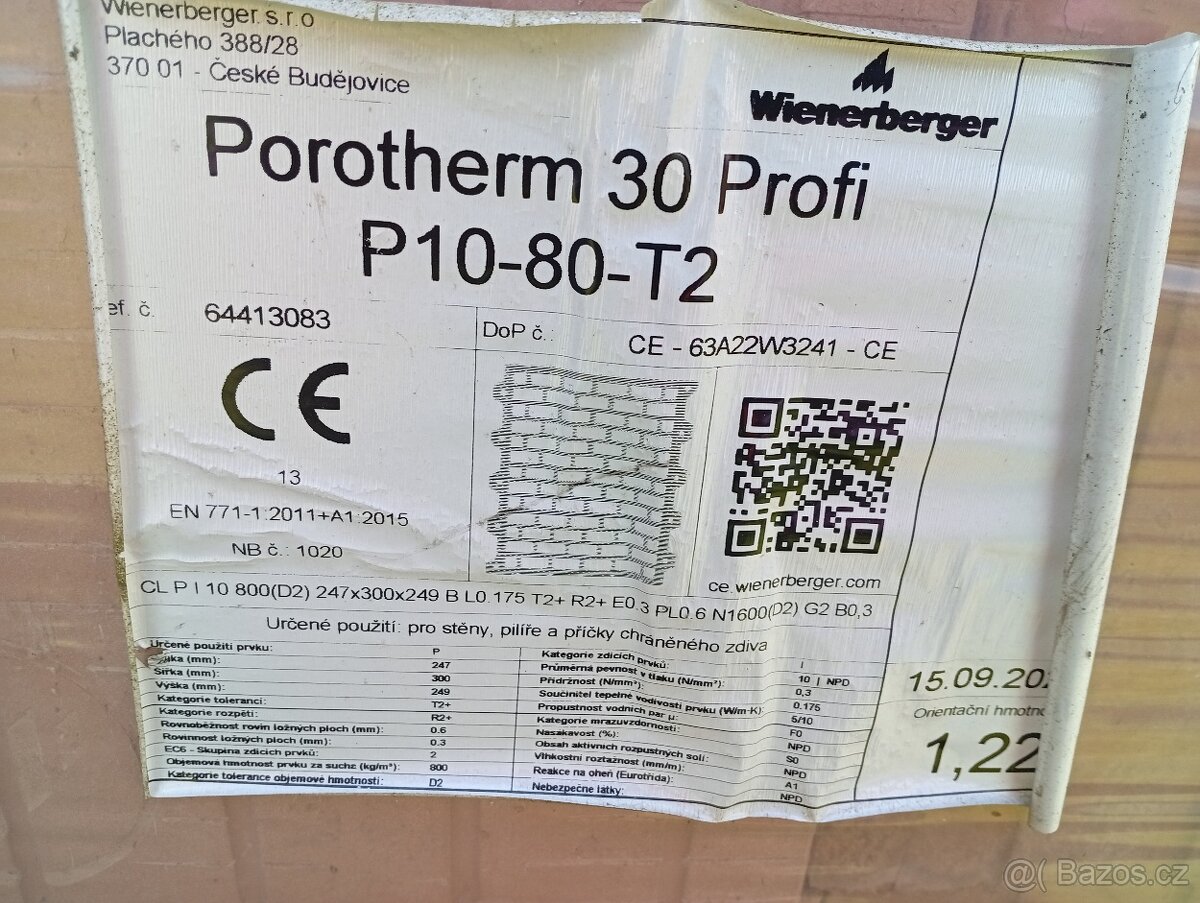 Wienerberger s.r.o
Plachého 388/28
370 01 - České Budějovice
Wienerberger
Porotherm 30 Profi
P10-80-T2
ef. č. 64413083
DoP č.: CE - 63A22W3241 - CE
CE
13
EN 771-1:2011+A1:2015
NB č.: 1020
ce.wienerberger.com
CL P I 10 800(D2) 247x300x249 B L0.175 T2+ R2+ E0.3 PL0.6 N1600(D2) G2 B0,3
Určené použití: pro stěny, pilíře a příčky chráněného zdiva
Určené použití prvku: P
(mm): 247
Šířka (mm): 300
Výška (mm): 249
Kategorie tolerancí: T2+
Kategorie rozpětí: R2+
Rovnoběžnost rovin ložných ploch (mm): 0.6
Rovinnost ložných ploch (mm): 0.3
EC6 - Skupina zdících prvků: 2
Objemová hmotnost prvku za sucha (kg/m³): 800
Kategorie tolerance objemové hmotnosti: D2
Kategorie zdících prvků: I
Průměrná pevnost v tlaku (N/mm²): 10 | NPD
Přídržnost (N/mm²): 0,3
Součinitel tepelné vodivosti prvku (W/m·K): 0.175
Propustnost vodních par µ: 5/10
Kategorie mrazuvzdornosti: F0
Nasákavost (%): NPD
Obsah aktivních rozpustných solí: S0
Vlhkostní roztažnost (mm/m): NPD
Reakce na oheň (Eurotřída): A1
Nebezpečné látky: NPD
15.09.202
Orientační hmotno
1,22
@( Bazos.cz